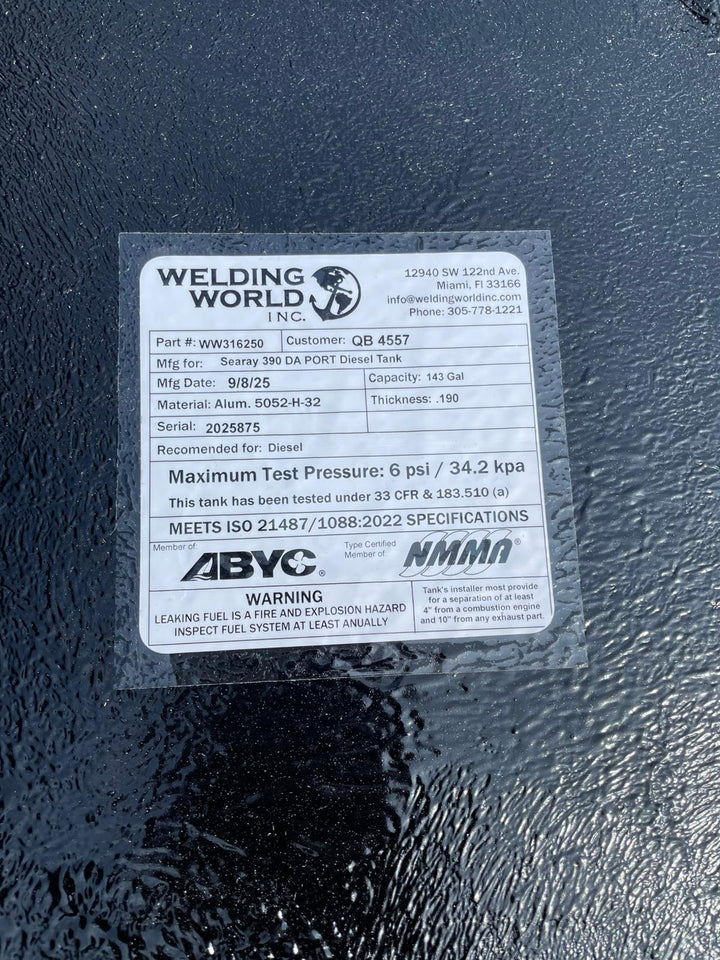 WELDING
WORLD
INC.
12940 SW 122nd Ave.
Miami, Fl 33166
info@weldingworldinc.com
Phone: 305-778-1221
Part #: WW316250 Customer: QB 4557
Mfg for: Searay 390 DA PORT Diesel Tank
Mfg Date: 9/8/25 Capacity: 143 Gal
Material: Alum. 5052-H-32 Thickness: .190
Serial: 2025875
Recomended for: Diesel
Maximum Test Pressure: 6 psi / 34.2 kpa
This tank has been tested under 33 CFR & 183.510 (a)
MEETS ISO 21487/1088:2022 SPECIFICATIONS
Member of:
ABYC®
Type Certified
Member of:
NMMA®
WARNING
LEAKING FUEL IS A FIRE AND EXPLOSION HAZARD
INSPECT FUEL SYSTEM AT LEAST ANUALLY
Tank's installer most provide
for a separation of at least
4" from a combustion engine
and 10" from any exhaust part.